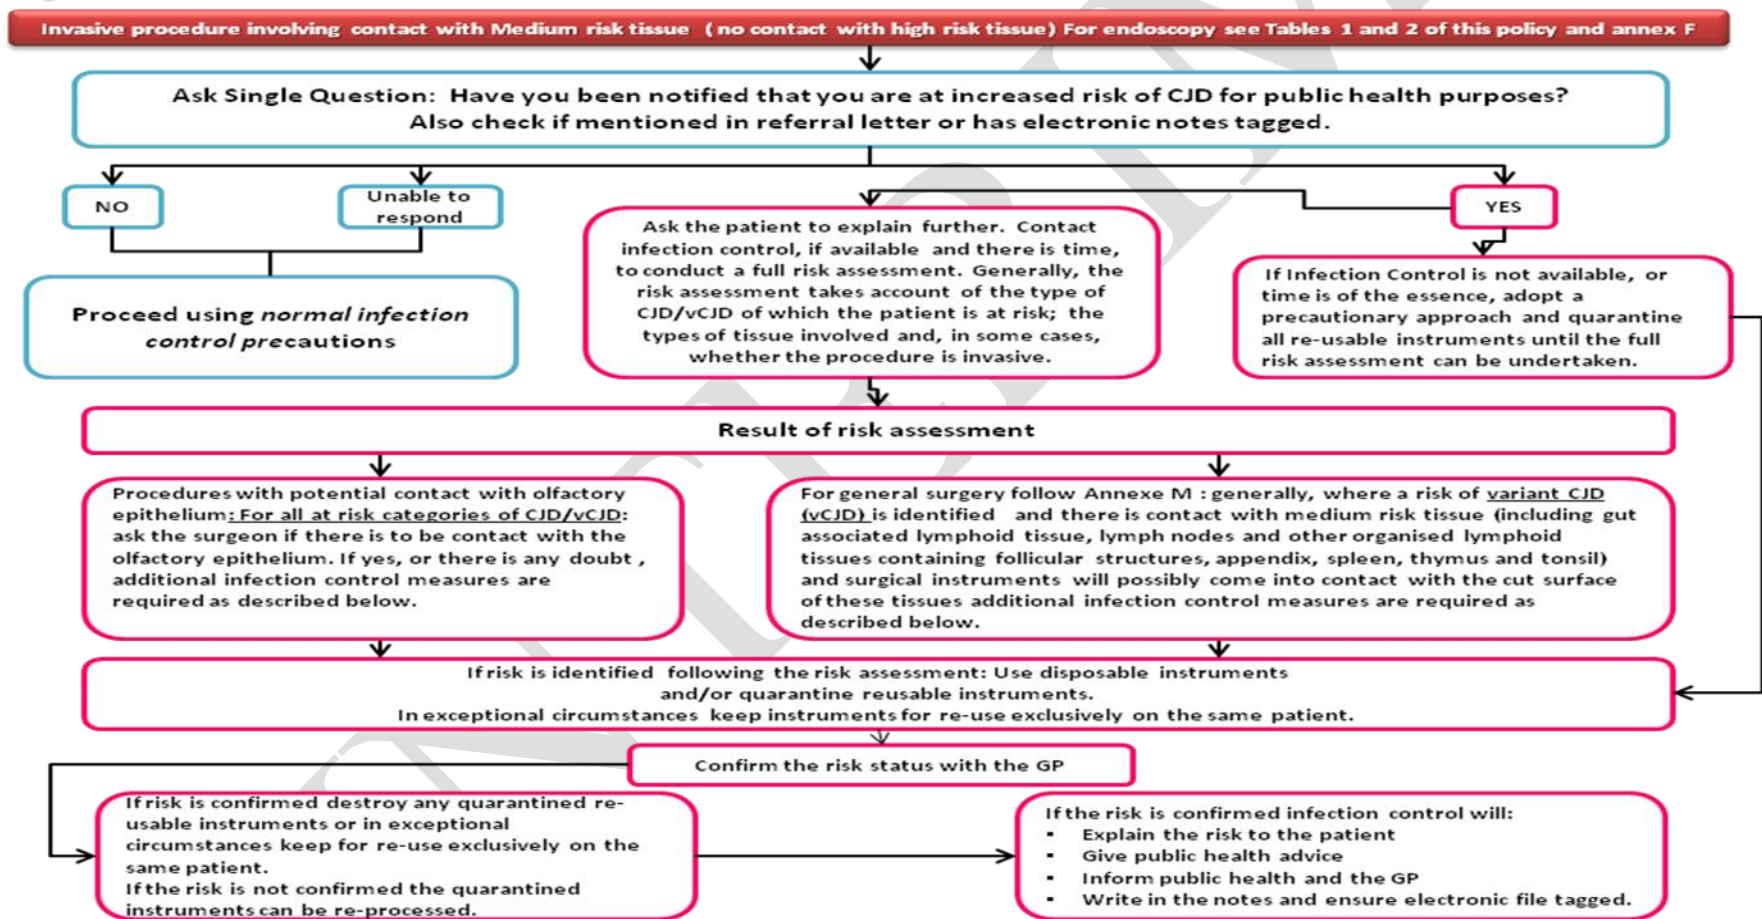 Invasive procedure involving contact with Medium risk tissue ( no contact with high risk tissue) For endoscopy see Tables 1 and 2 of this policy and annex F
Ask Single Question: Have you been notified that you are at increased risk of CJD for public health purposes?
Also check if mentioned in referral letter or has electronic notes tagged.
NO
Unable to
respond
YES
Proceed using normal infection
control precautions
Ask the patient to explain further. Contact
infection control, if available and there is time,
to conduct a full risk assessment. Generally, the
risk assessment takes account of the type of
CJD/vCJD of which the patient is at risk; the
types of tissue involved and, in some cases,
whether the procedure is invasive.
If Infection Control is not available, or
time is of the essence, adopt a
precautionary approach and quarantine
all re-usable instruments until the full
risk assessment can be undertaken.
Result of risk assessment
Procedures with potential contact with olfactory
epithelium: For all at risk categories of CJD/vCJD:
ask the surgeon if there is to be contact with the
olfactory epithelium. If yes, or there is any doubt ,
additional infection control measures are
required as described below.
For general surgery follow Annexe M : generally, where a risk of variant CJD
(vCJD) is identified and there is contact with medium risk tissue (including gut
associated lymphoid tissue, lymph nodes and other organised lymphoid
tissues containing follicular structures, appendix, spleen, thymus and tonsil)
and surgical instruments will possibly come into contact with the cut surface
of these tissues additional infection control measures are required as
described below.
If risk is identified following the risk assessment: Use disposable instruments
and/or quarantine reusable instruments.
In exceptional circumstances keep instruments for re-use exclusively on the same patient.
Confirm the risk status with the GP
If risk is confirmed destroy any quarantined re-
usable instruments or in exceptional
circumstances keep for re-use exclusively on the
same patient.
If the risk is not confirmed the quarantined
instruments can be re-processed.
If the risk is confirmed infection control will:
▪ Explain the risk to the patient
▪ Give public health advice
▪ Inform public health and the GP
▪ Write in the notes and ensure electronic file tagged.